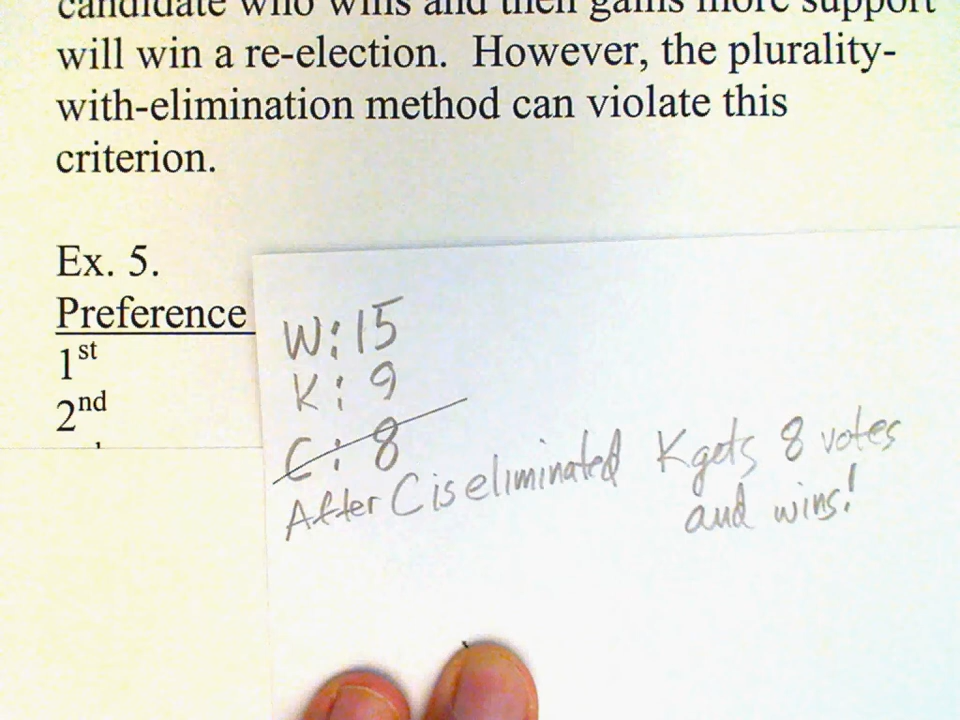 candidate who wins and then gains more support
will win a re-election. However, the plurality-
with-elimination method can violate this
criterion.
Ex. 5.
Preference
1st
2nd
W: 15
K: 9
C: 8
After C is eliminated K gets 8 votes
and wins!